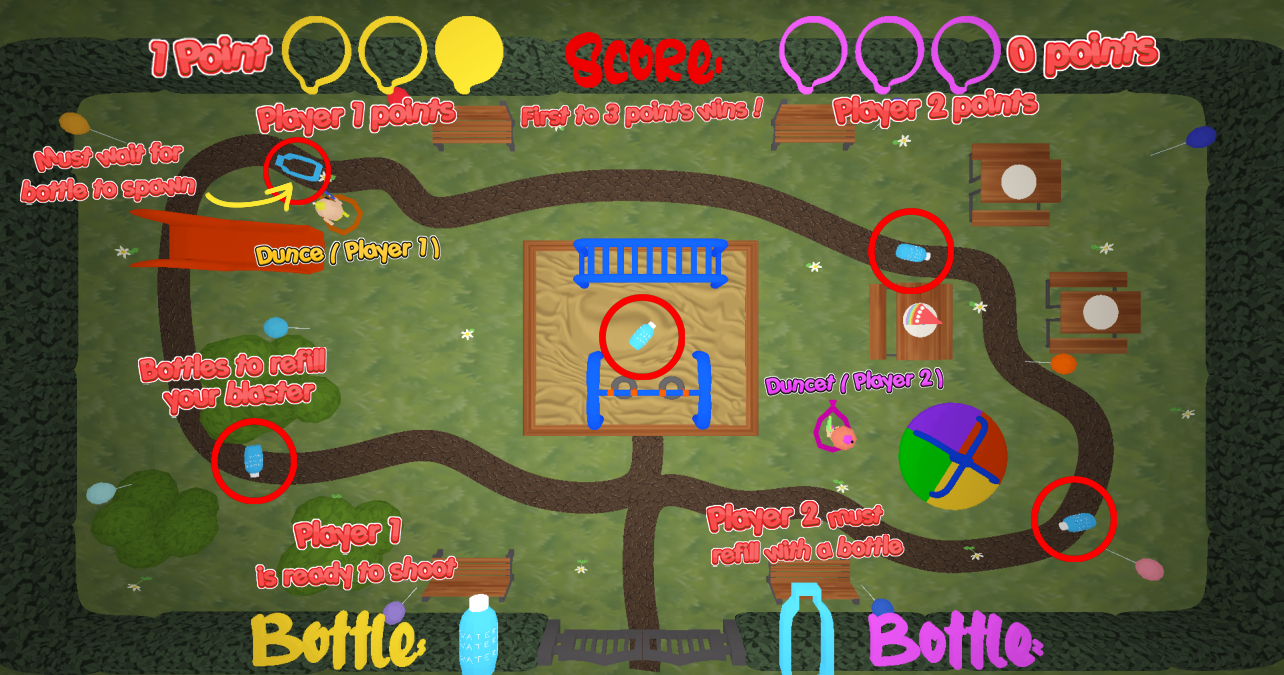 1 Point
Score:
0 points
Player 1 points
First to 3 points wins !
Player 2 points
Must wait for
bottle to spawn
Dunce ( Player 1 )
Bottles to refill
your blaster
Duncet ( Player 2 )
Player 1
is ready to shoot
Player 2 must
refill with a bottle
Bottle:
WATER
WATER
WATER
Bottle: